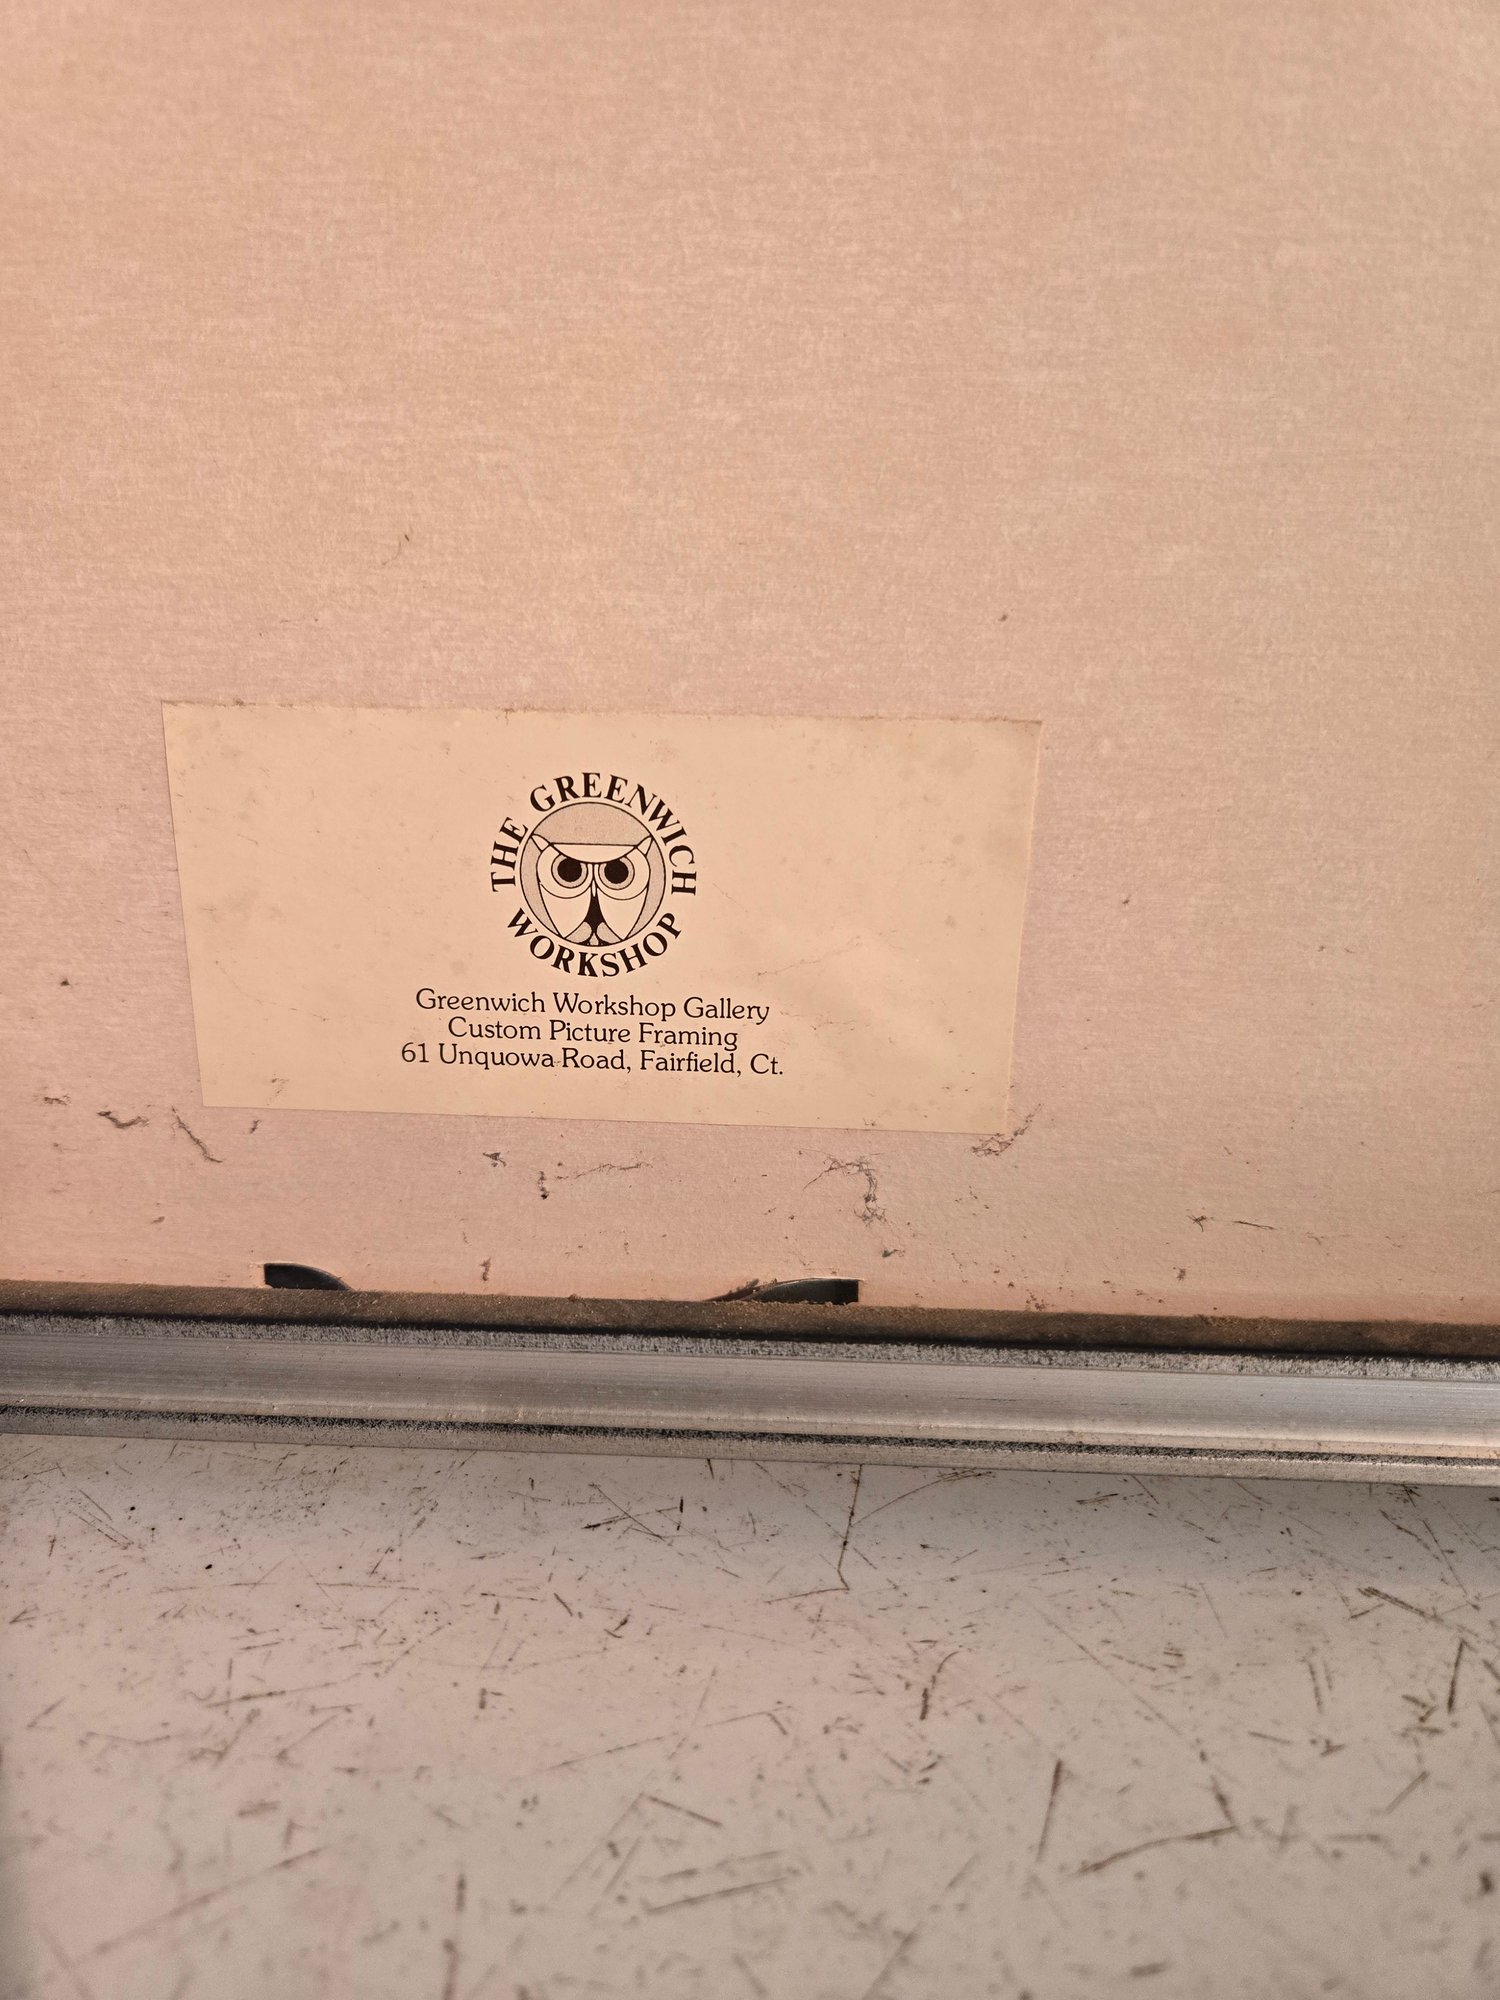 THE GREENWICH
WORKSHOP
Greenwich Workshop Gallery
Custom Picture Framing
61 Unquowa Road, Fairfield, Ct.